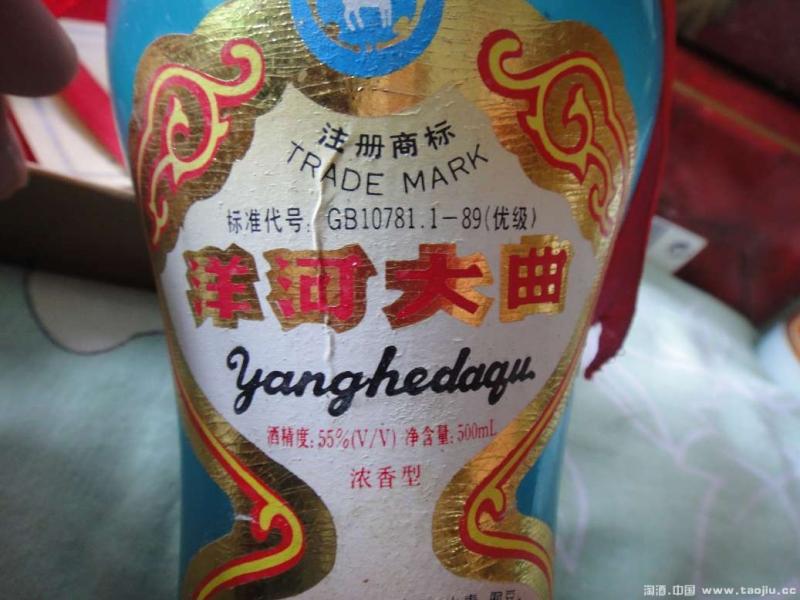 注册商标
TRADE MARK
标准代号: GB10781.1-89(优级)
洋河大曲
Yanghedaqu.
酒精度: 55%(V/V) 净含量: 500mL
浓香型
淘酒.中国 www.taojiu.cc